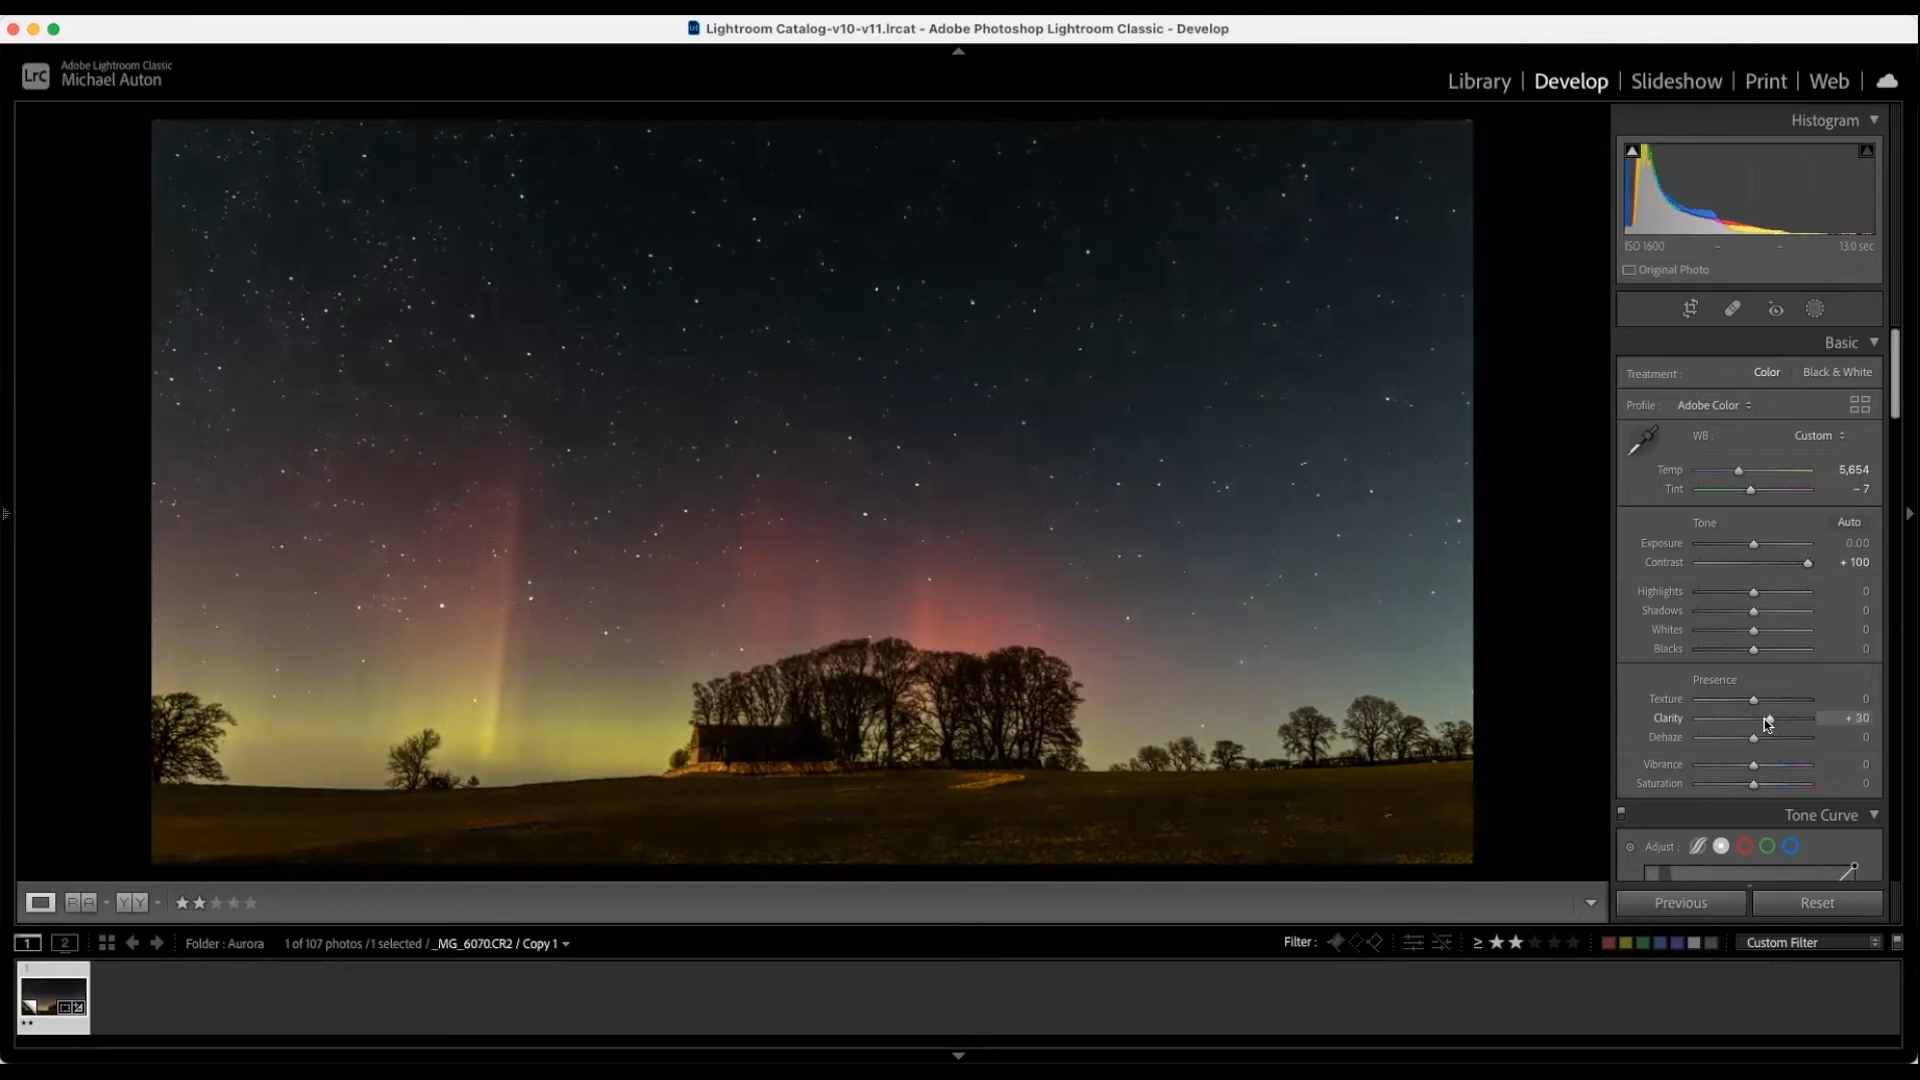 Lightroom Catalog-v10-v11.lrcat - Adobe Photoshop Lightroom Classic - Develop
LrC
Adobe Lightroom Classic
Michael Auton
Library | Develop | Slideshow | Print | Web
Histogram
ISO 1600 – – 13.0 sec
Original Photo
Basic
Treatment : Color Black & White
Profile : Adobe Color
WB : Custom
Temp 5,654
Tint – 7
Tone Auto
Exposure 0.00
Contrast + 100
Highlights 0
Shadows 0
Whites 0
Blacks 0
Presence
Texture 0
Clarity + 30
Dehaze 0
Vibrance 0
Saturation 0
Tone Curve
Adjust :
R A Y Y
Previous Reset
1 2 Folder : Aurora 1 of 107 photos / 1 selected / _MG_6070.CR2 / Copy 1 Filter : ≥ Custom Filter
1